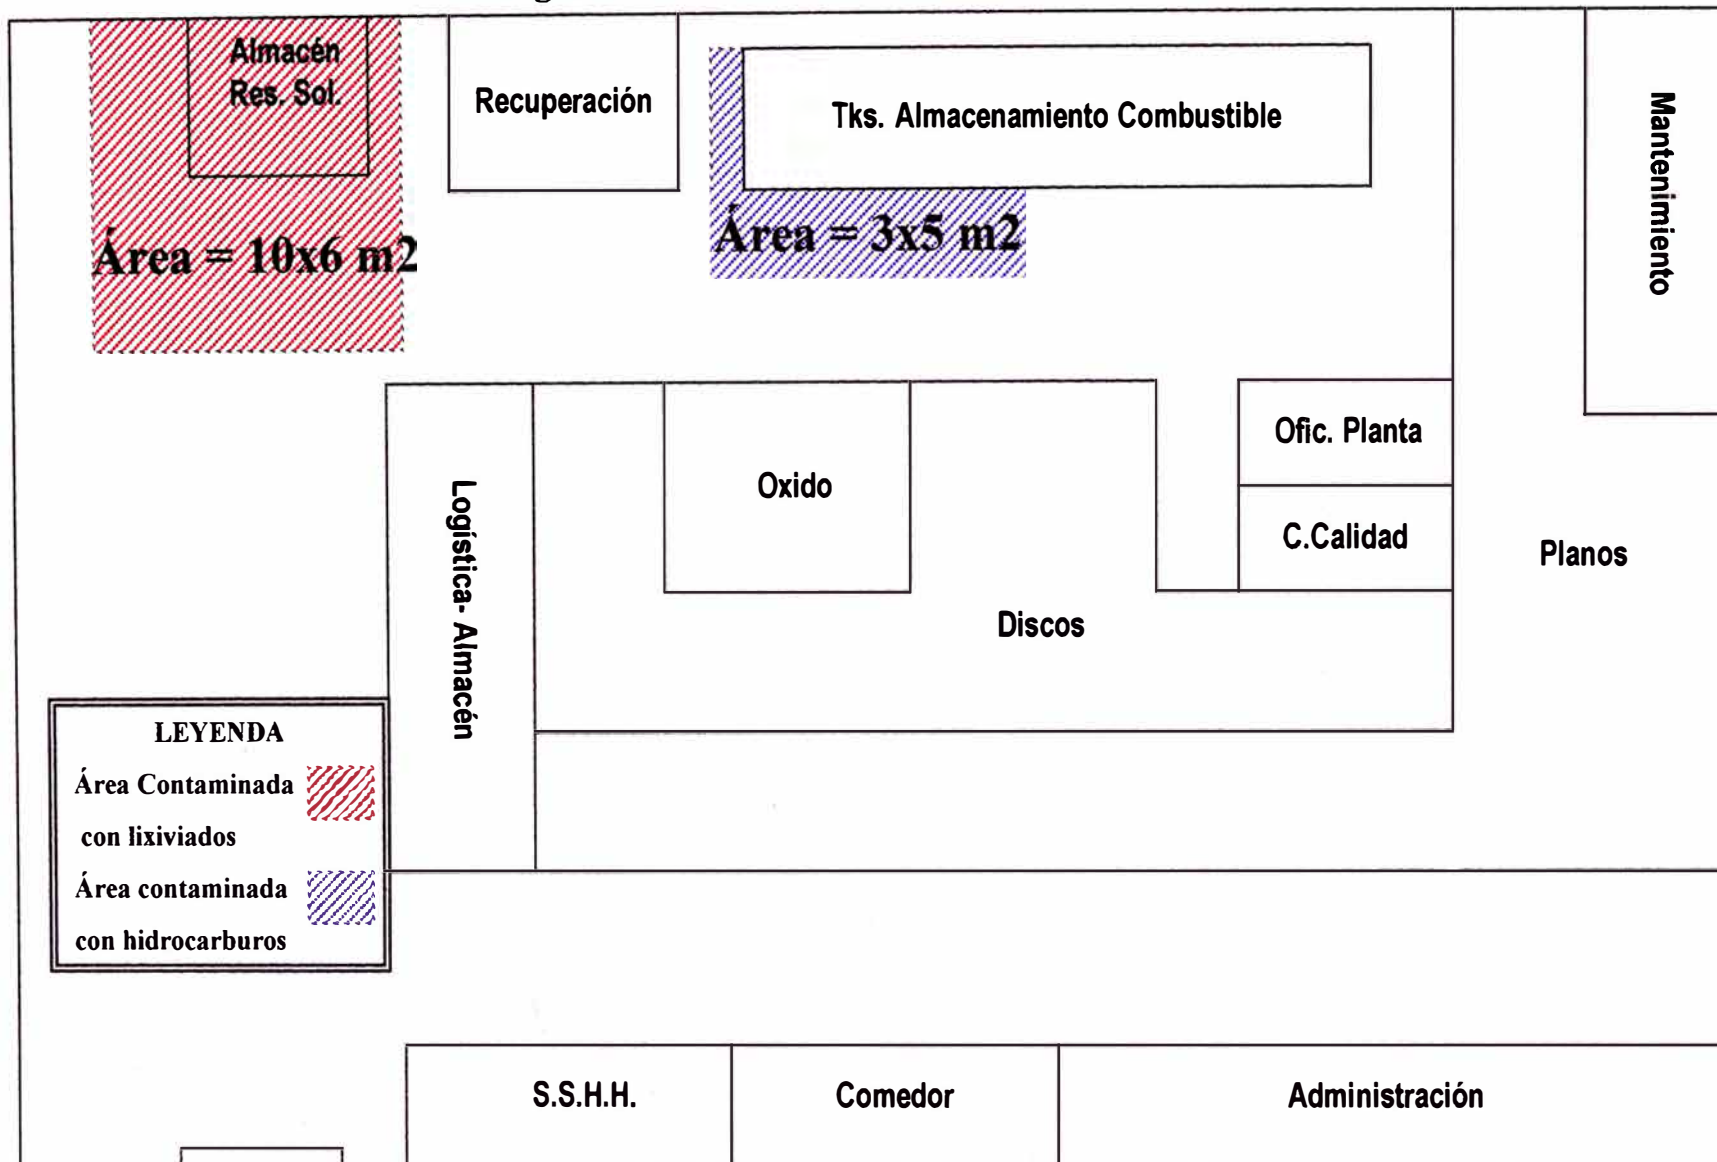 Almacén
Res. Sol.
Recuperación
Tks. Almacenamiento Combustible
Mantenimiento
Área = 10x6 m2
Área = 3x5 m2
Ofic. Planta
Oxido
C.Calidad
Planos
Logística- Almacén
Discos
LEYENDA
Área Contaminada
con lixiviados
Área contaminada
con hidrocarburos
S.S.H.H.
Comedor
Administración